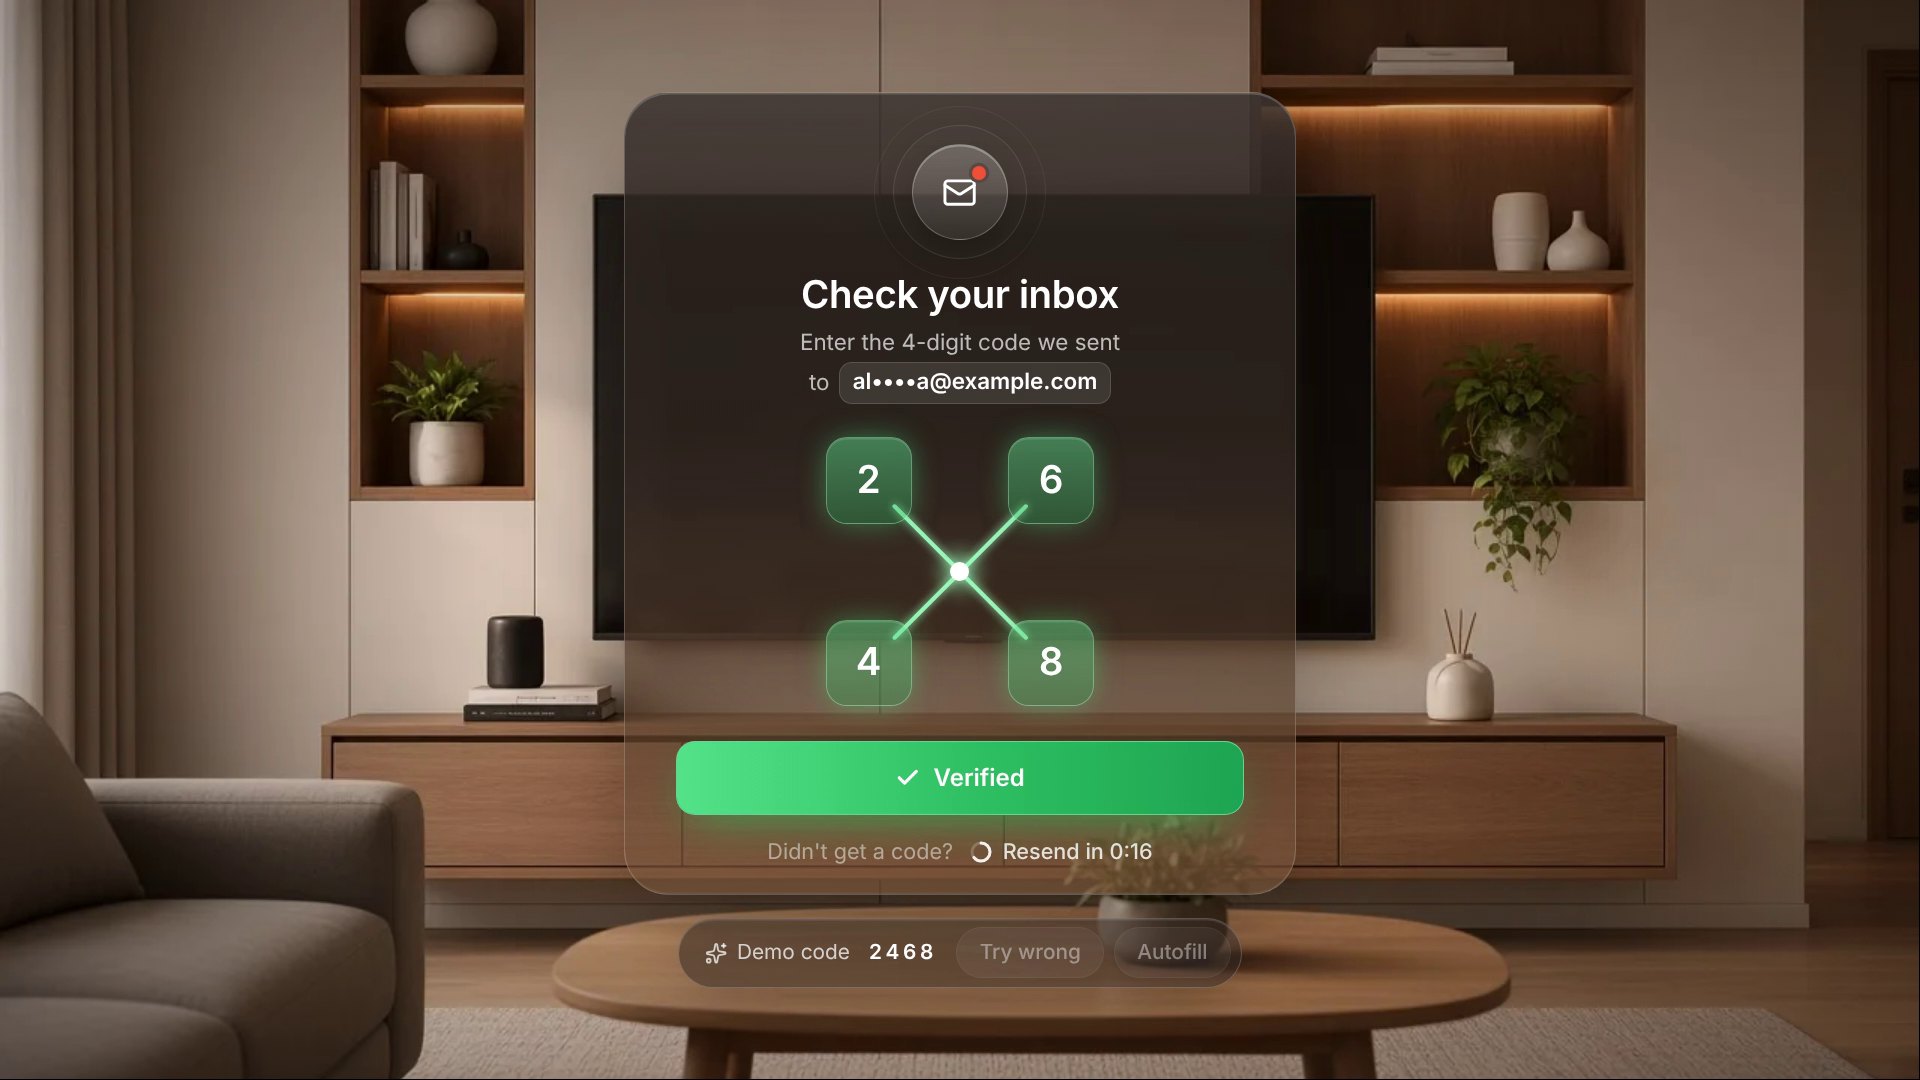 Check your inbox
Enter the 4-digit code we sent
to al••••a@example.com
2 6
4 8
Verified
Didn't get a code? Resend in 0:16
Demo code 2468 Try wrong Autofill